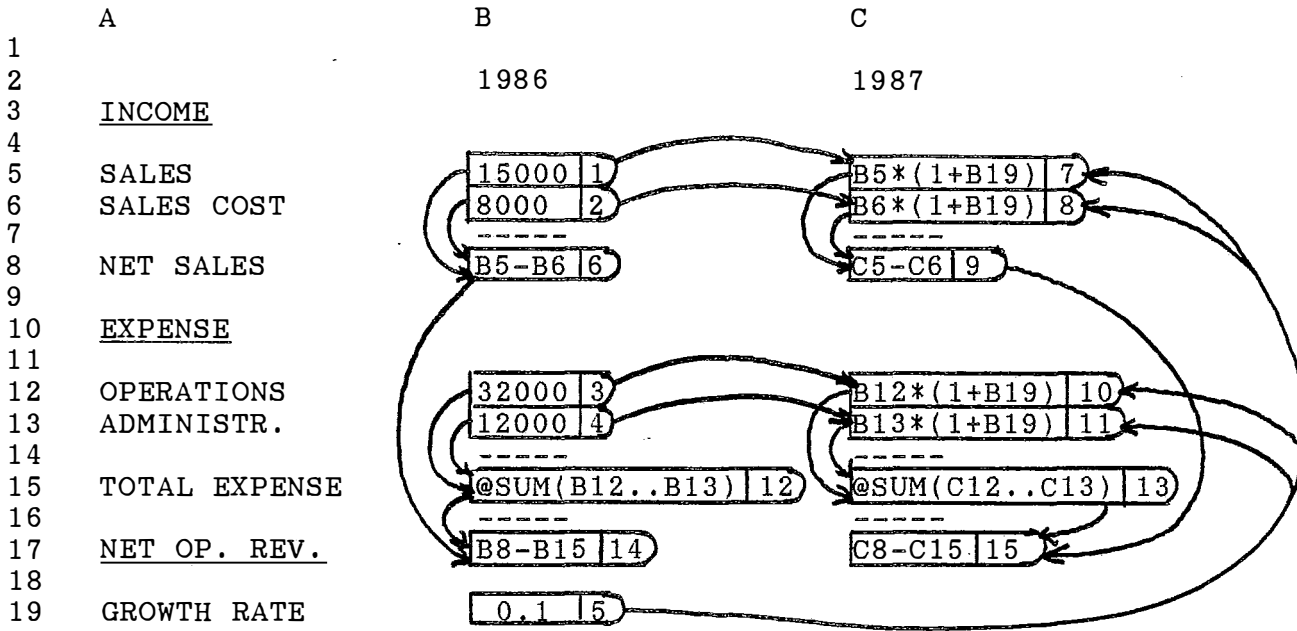 A B C
1
2 1986 1987
3 INCOME
4
5 SALES 15000 1 B5*(1+B19) 7
6 SALES COST 8000 2 B6*(1+B19) 8
7 ----- -----
8 NET SALES B5-B6 6 C5-C6 9
9
10 EXPENSE
11
12 OPERATIONS 32000 3 B12*(1+B19) 10
13 ADMINISTR. 12000 4 B13*(1+B19) 11
14 ----- -----
15 TOTAL EXPENSE @SUM(B12..B13) 12 @SUM(C12..C13) 13
16 ----- -----
17 NET OP. REV. B8-B15 14 C8-C15 15
18
19 GROWTH RATE 0.1 5